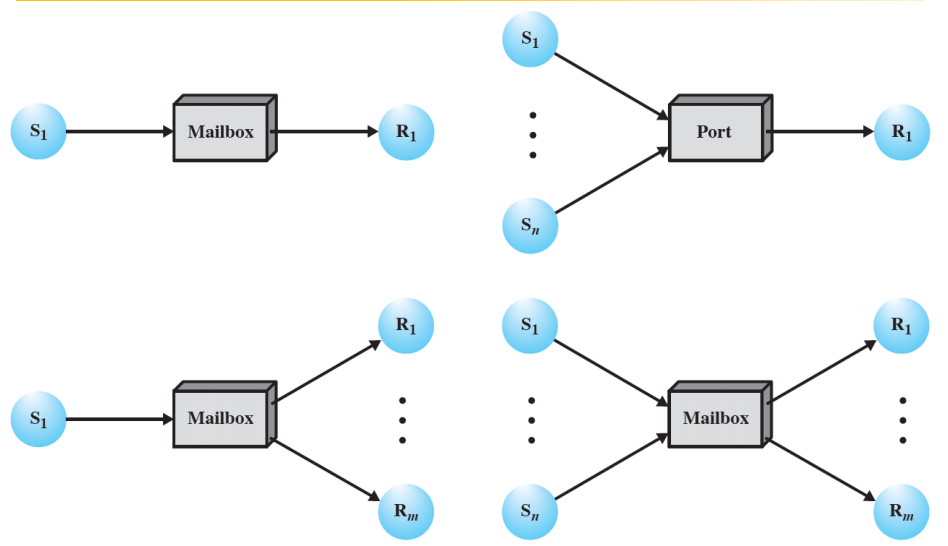 S1
Mailbox
R1
S1
Sn
Port
R1
S1
Mailbox
R1
Rm
S1
Sn
Mailbox
R1
Rm